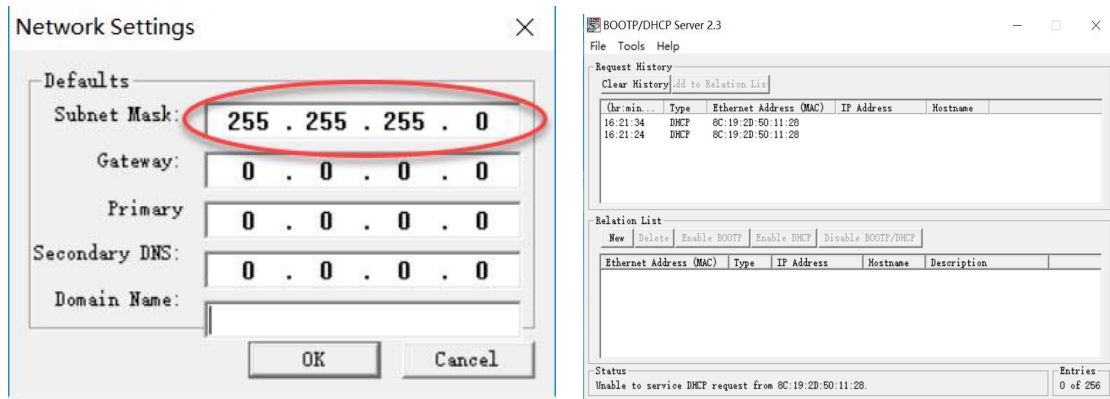 Network Settings
Defaults
Subnet Mask: 255 . 255 . 255 . 0
Gateway: 0 . 0 . 0 . 0
Primary 0 . 0 . 0 . 0
Secondary DNS: 0 . 0 . 0 . 0
Domain Name:
OK Cancel
BOOTP/DHCP Server 2.3
File Tools Help
Request History
Clear History dd to Relation Lis
(hr:min... Type Ethernet Address (MAC) IP Address Hostname
16:21:34 DHCP 8C:19:2D:50:11:28
16:21:24 DHCP 8C:19:2D:50:11:28
Relation List
New Delete Enable BOOTP Enable DHCP Disable BOOTP/DHCP
Ethernet Address (MAC) Type IP Address Hostname Description
Status Entries
Unable to service DHCP request from 8C:19:2D:50:11:28. 0 of 256